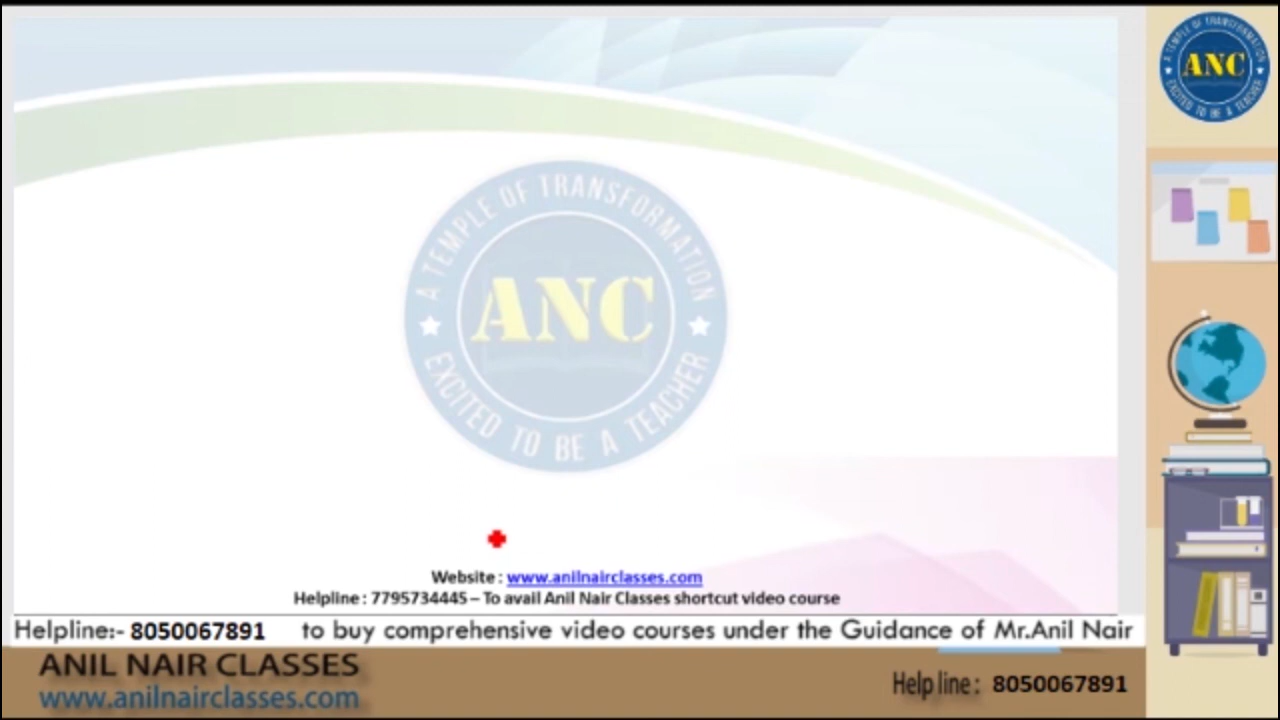 A TEMPLE OF TRANSFORMATION
ANC
EXCITED TO BE A TEACHER
A TEMPLE OF TRANSFORMATION
ANC
EXCITED TO BE A TEACHER
Website : www.anilnairclasses.com
Helpline : 7795734445 – To avail Anil Nair Classes shortcut video course
Helpline:- 8050067891 to buy comprehensive video courses under the Guidance of Mr.Anil Nair
ANIL NAIR CLASSES
www.anilnairclasses.com
Help line : 8050067891